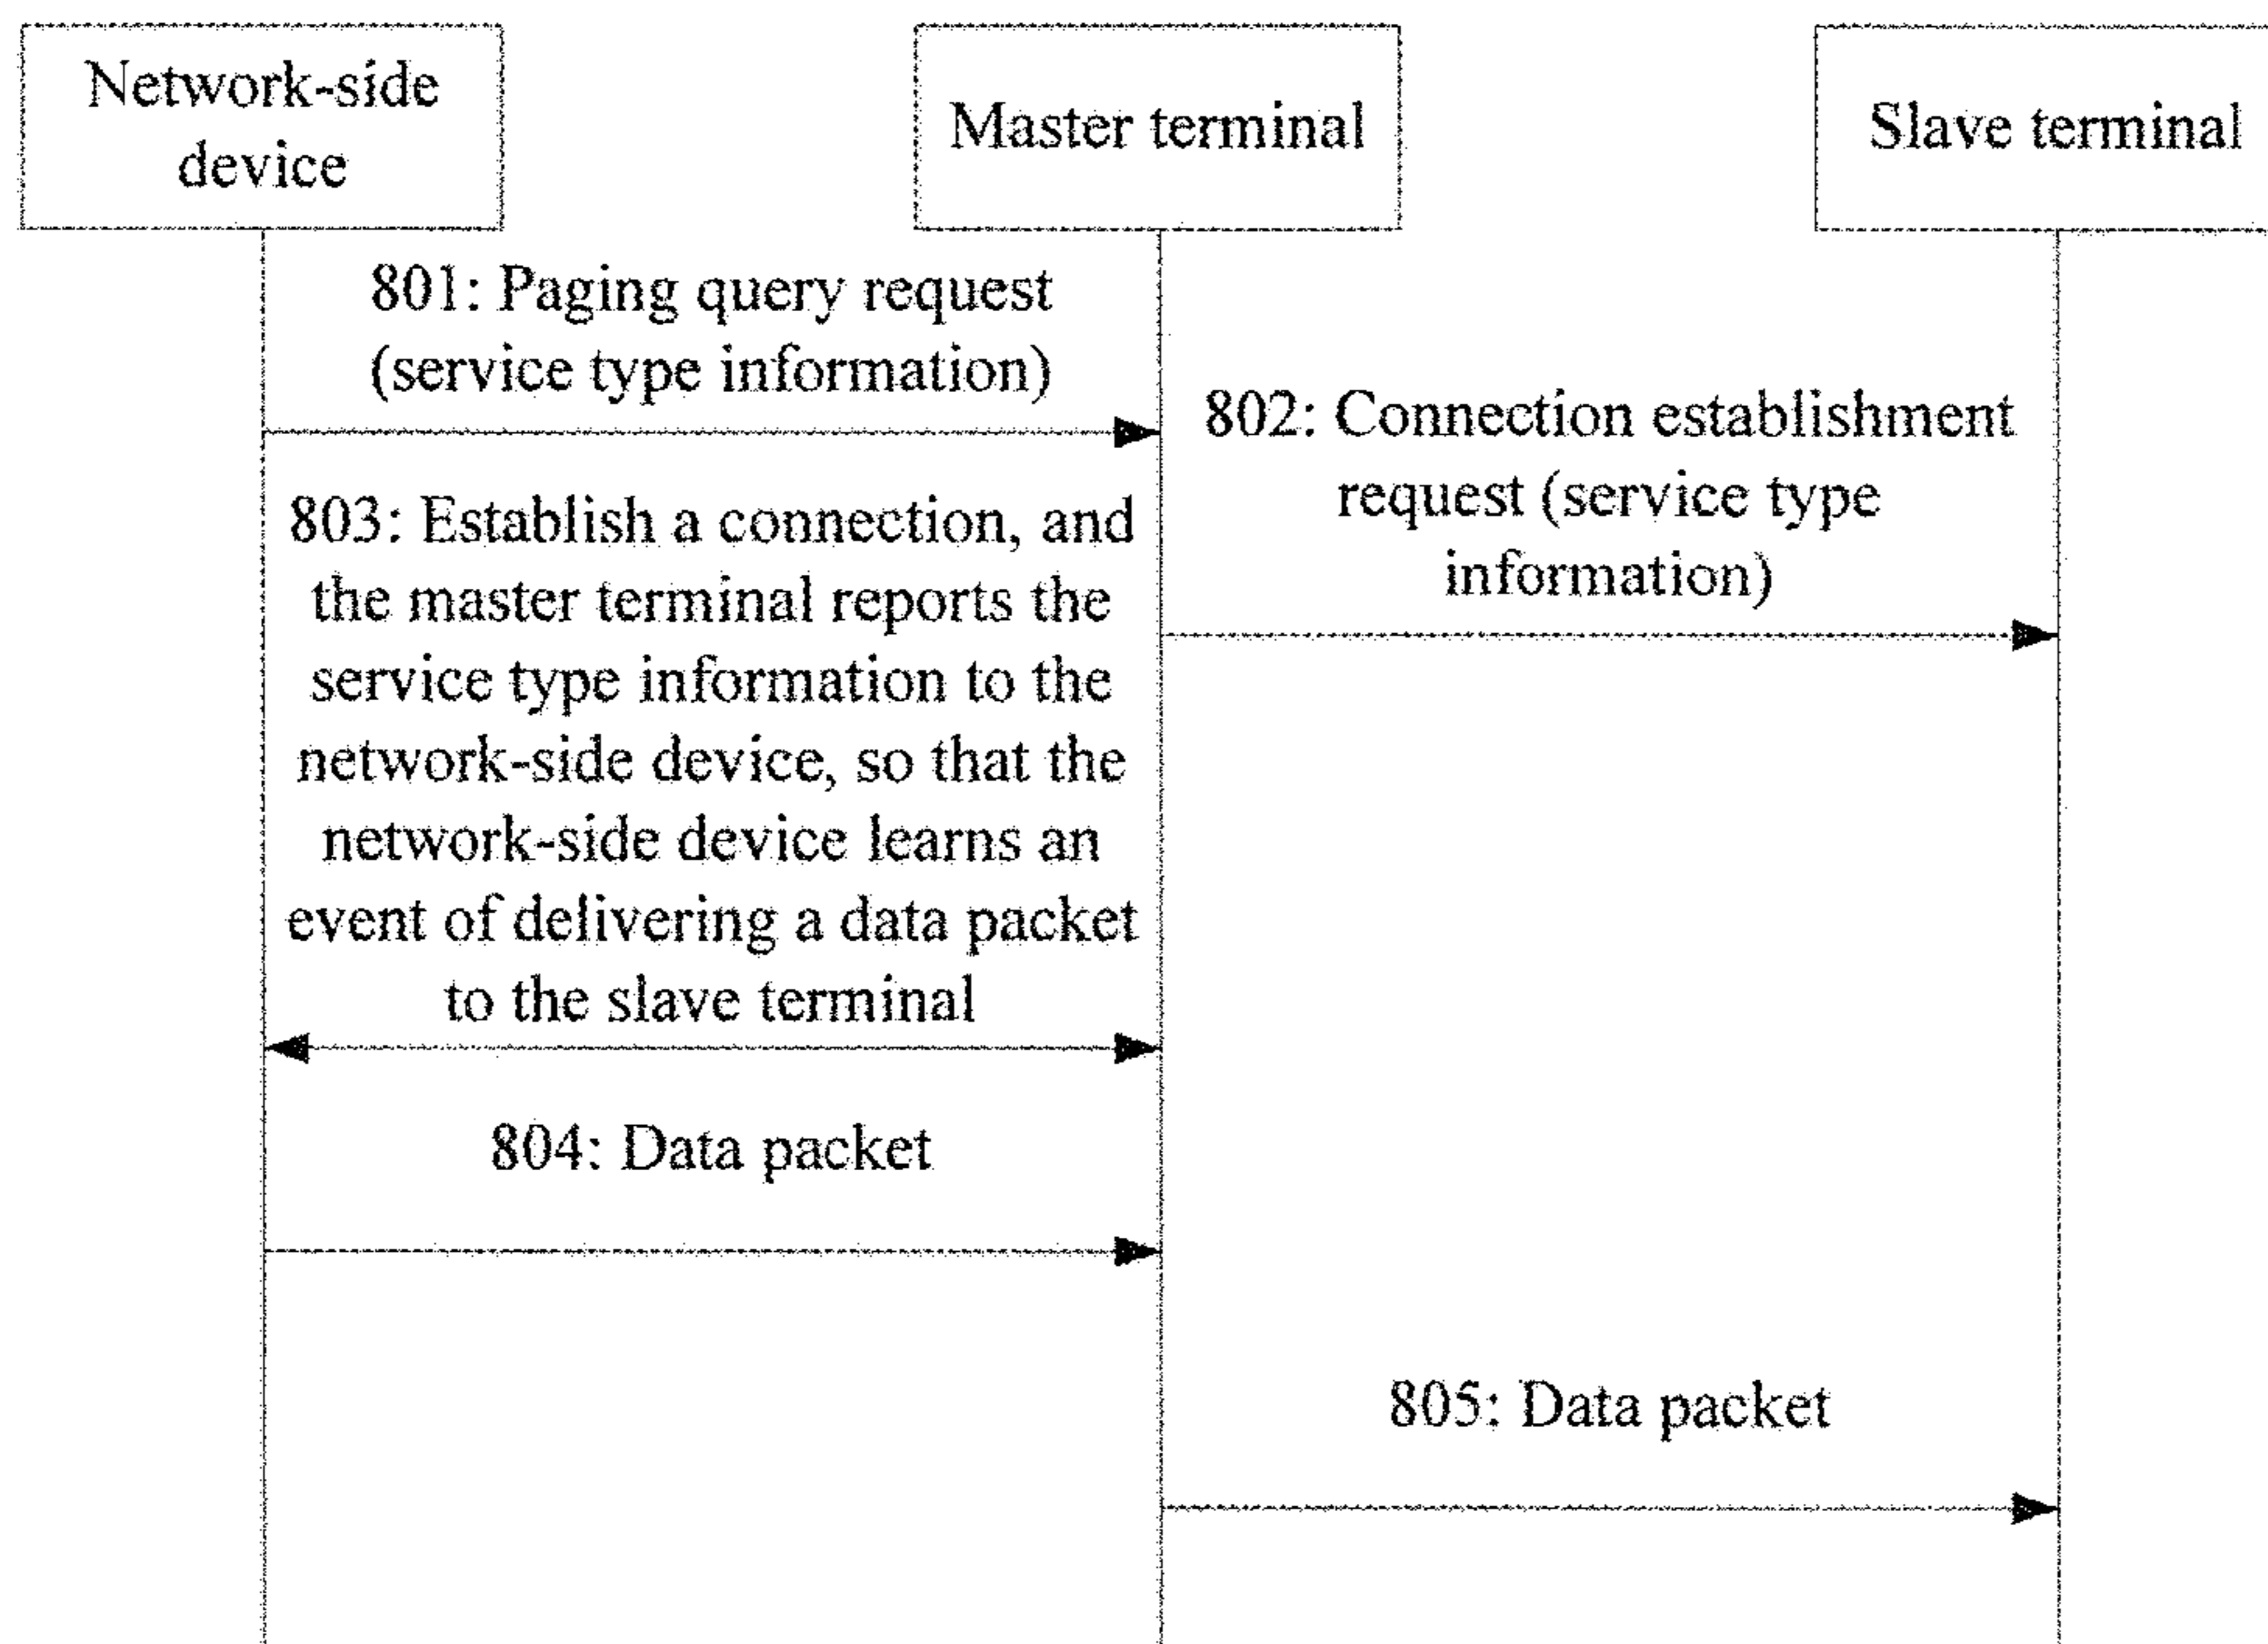 Network-side
device
Master terminal
Slave terminal
801: Paging query request
(service type information)
802: Connection establishment
request (service type
information)
803: Establish a connection, and
the master terminal reports the
service type information to the
network-side device, so that the
network-side device learns an
event of delivering a data packet
to the slave terminal
804: Data packet
805: Data packet